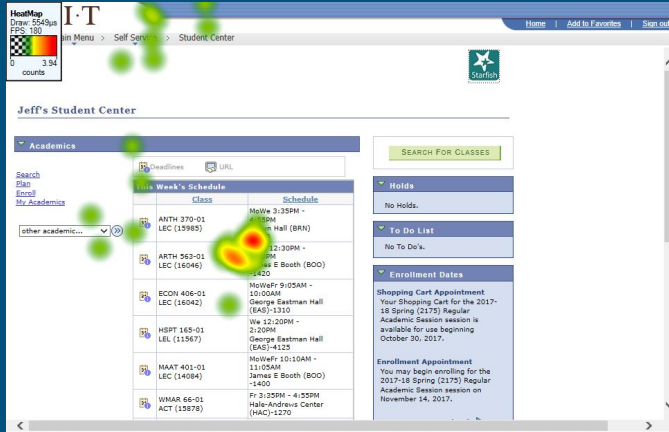 HeatMap
Draw: 5549µs
FPS: 180
0 3.94
counts
I·T
ain Menu > Self Service > Student Center
Home | Add to Favorites | Sign out
Starfish
Jeff's Student Center
Academics
Search
Plan
Enroll
My Academics
other academic...
Deadlines URL
This Week's Schedule
Class Schedule
ANTH 370-01
LEC (15985)
MoWe 3:35PM -
Hall (BRN)
ARTH 563-01
LEC (16046)
12:30PM -
James E Booth (BOO)
-1420
ECON 406-01
LEC (16042)
MoWeFr 9:05AM -
10:00AM
George Eastman Hall
(EAS)-1310
HSPT 165-01
LEL (11567)
We 12:20PM -
2:20PM
George Eastman Hall
(EAS)-4125
MAAT 401-01
LEC (14084)
MoWeFr 10:10AM -
11:05AM
James E Booth (BOO)
-1400
WMAR 66-01
ACT (15878)
Fr 3:35PM - 4:55PM
Hale-Andrews Center
(HAC)-1270
SEARCH FOR CLASSES
Holds
No Holds.
To Do List
No To Do's.
Enrollment Dates
Shopping Cart Appointment
Your Shopping Cart for the 2017-
18 Spring (2175) Regular
Academic Session session is
available for use beginning
October 30, 2017.
Enrollment Appointment
You may begin enrolling for the
2017-18 Spring (2175) Regular
Academic Session session on
November 14, 2017.